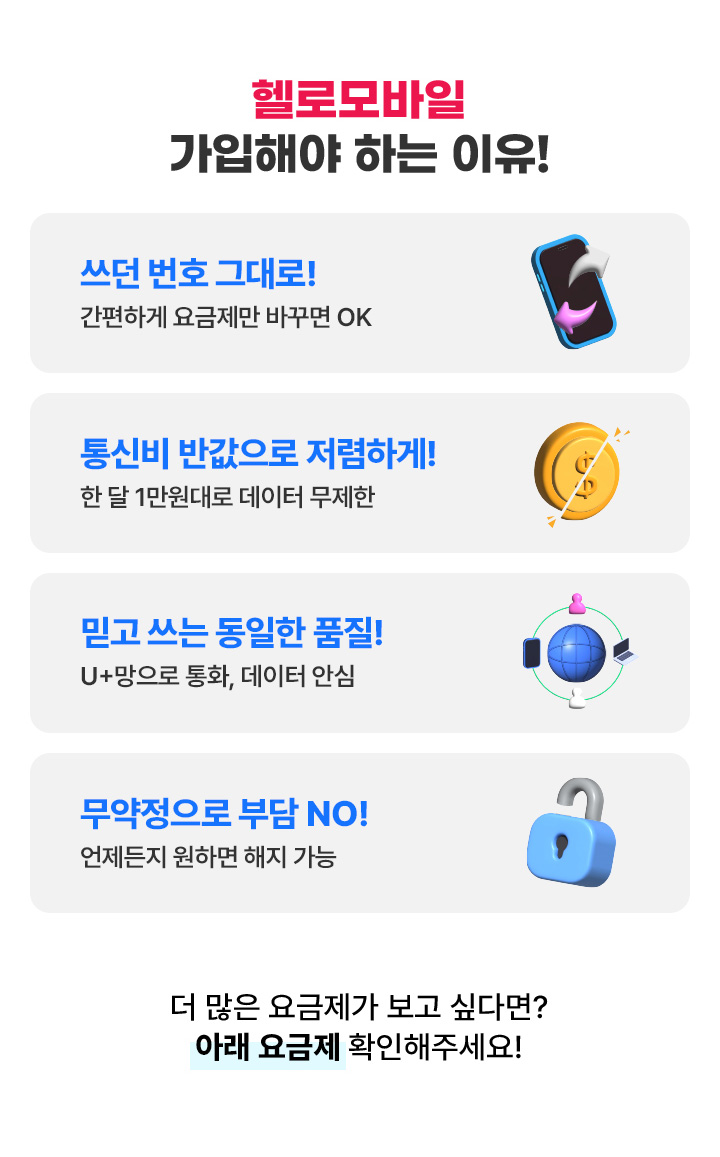 헬로모바일
가입해야 하는 이유!
쓰던 번호 그대로!
간편하게 요금제만 바꾸면 OK
통신비 반값으로 저렴하게!
한 달 1만원대로 데이터 무제한
믿고 쓰는 동일한 품질!
U+망으로 통화, 데이터 안심
무약정으로 부담 NO!
언제든지 원하면 해지 가능
더 많은 요금제가 보고 싶다면?
아래 요금제 확인해주세요!